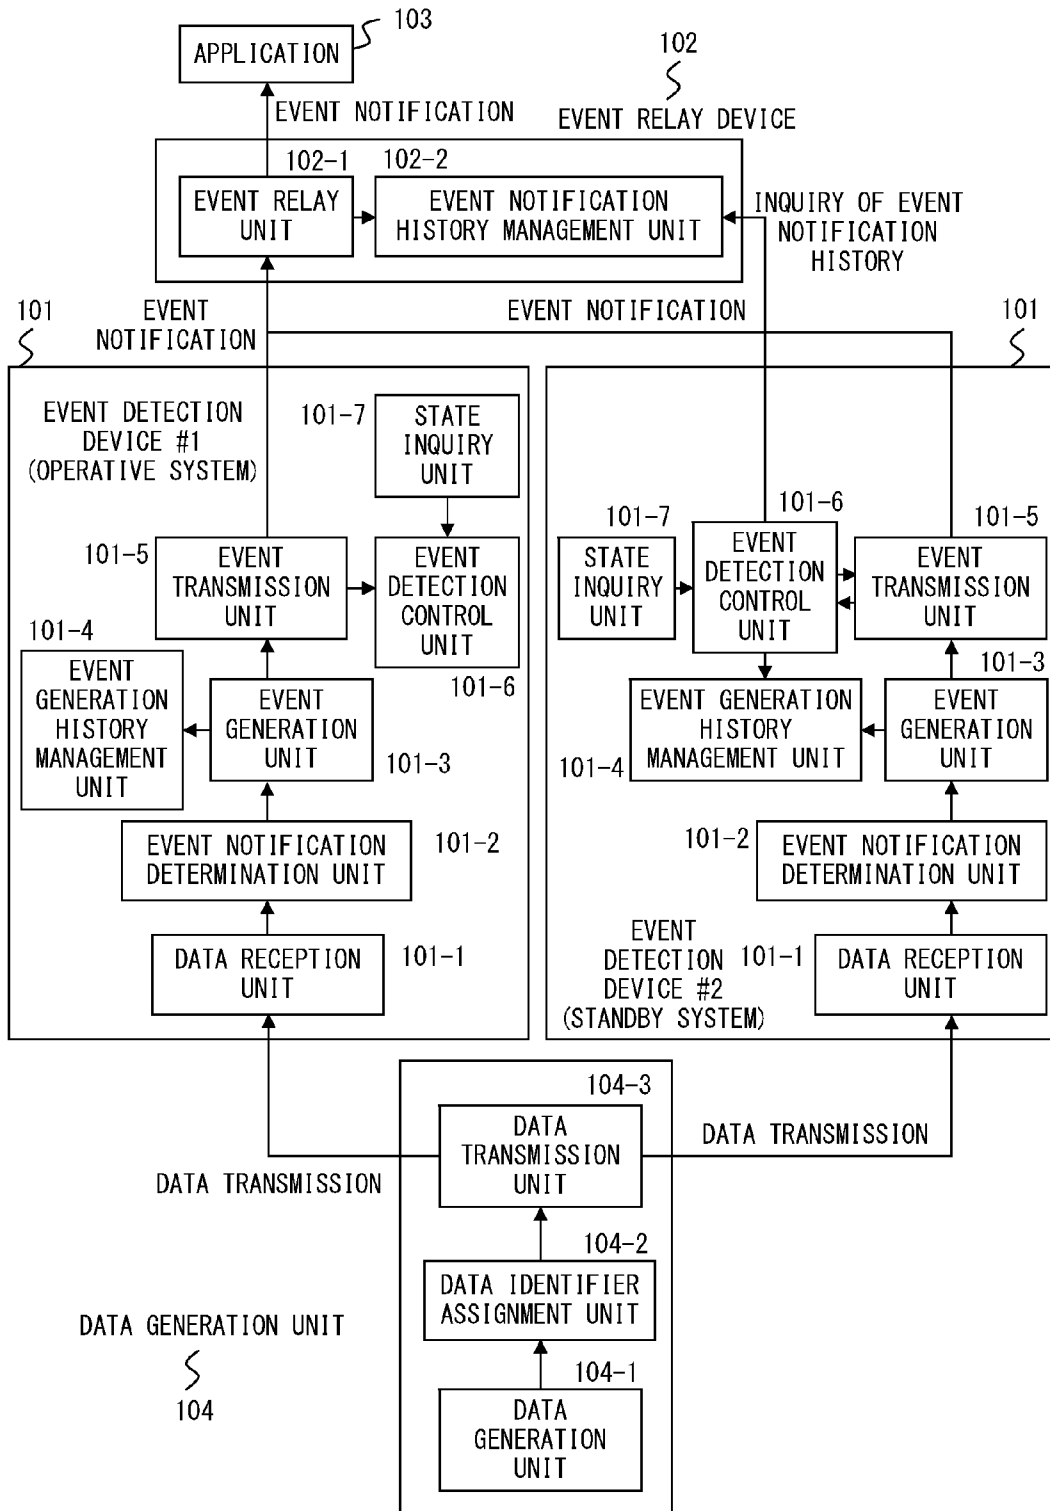 103
APPLICATION
102
EVENT NOTIFICATION
EVENT RELAY DEVICE
102-1
102-2
EVENT RELAY
UNIT
EVENT NOTIFICATION
HISTORY MANAGEMENT UNIT
INQUIRY OF EVENT
NOTIFICATION
HISTORY
101
EVENT
NOTIFICATION
EVENT NOTIFICATION
101
EVENT DETECTION
DEVICE #1
(OPERATIVE SYSTEM)
101-7
STATE
INQUIRY
UNIT
101-5
EVENT
TRANSMISSION
UNIT
EVENT
DETECTION
CONTROL
UNIT
101-6
101-4
EVENT
GENERATION
HISTORY
MANAGEMENT
UNIT
EVENT
GENERATION
UNIT
101-3
EVENT NOTIFICATION
DETERMINATION UNIT
101-2
DATA RECEPTION
UNIT
101-1
101-7
STATE
INQUIRY
UNIT
101-6
EVENT
DETECTION
CONTROL
UNIT
101-5
EVENT
TRANSMISSION
UNIT
101-3
EVENT GENERATION
HISTORY
MANAGEMENT UNIT
101-4
EVENT
GENERATION
UNIT
101-2
EVENT NOTIFICATION
DETERMINATION UNIT
EVENT
DETECTION
DEVICE #2
(STANDBY SYSTEM)
101-1
DATA RECEPTION
UNIT
104-3
DATA
TRANSMISSION
UNIT
DATA TRANSMISSION
DATA TRANSMISSION
104-2
DATA IDENTIFIER
ASSIGNMENT UNIT
DATA GENERATION UNIT
104
104-1
DATA
GENERATION
UNIT